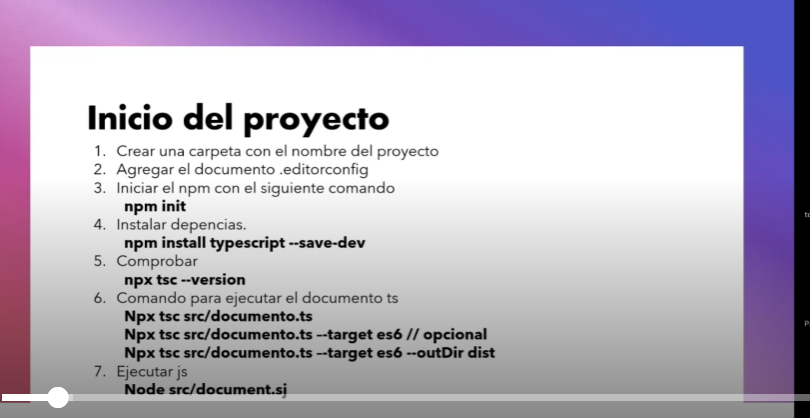 Inicio del proyecto
1. Crear una carpeta con el nombre del proyecto
2. Agregar el documento .editorconfig
3. Iniciar el npm con el siguiente comando
npm init
4. Instalar depencias.
npm install typescript --save-dev
5. Comprobar
npx tsc --version
6. Comando para ejecutar el documento ts
Npx tsc src/documento.ts
Npx tsc src/documento.ts --target es6 // opcional
Npx tsc src/documento.ts --target es6 --outDir dist
7. Ejecutar js
Node src/document.sj